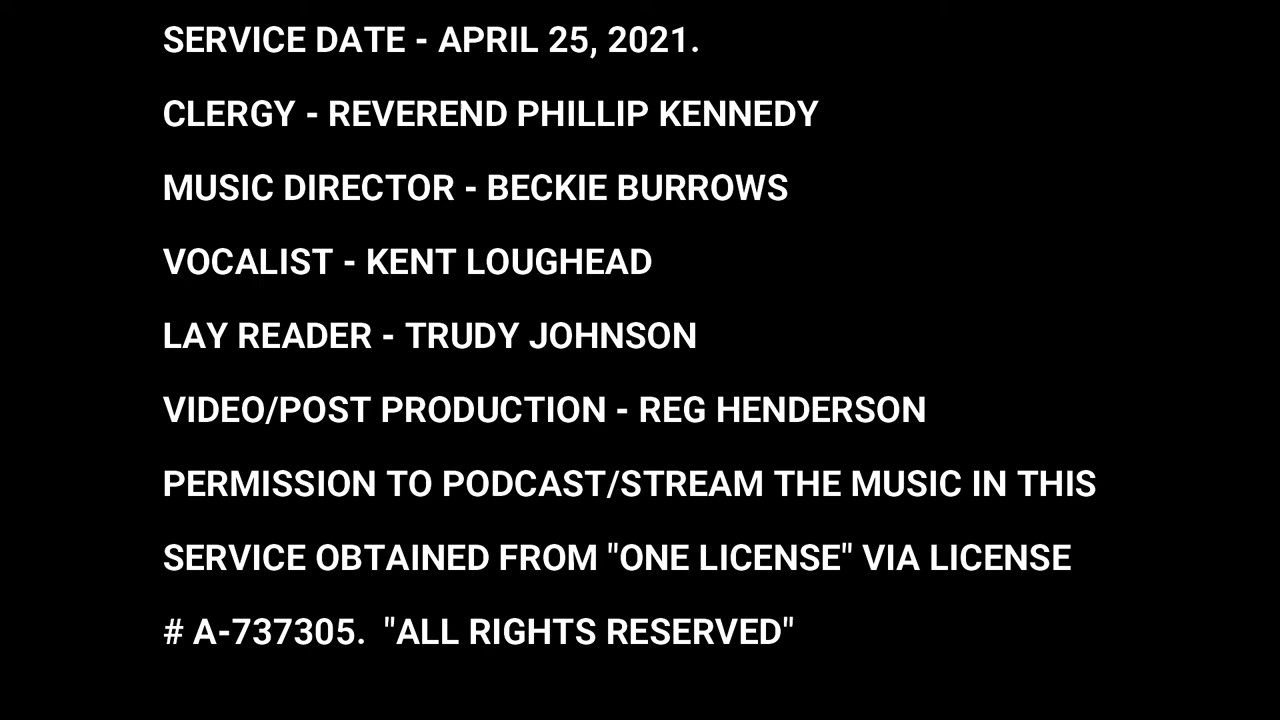 SERVICE DATE - APRIL 25, 2021.
CLERGY - REVEREND PHILLIP KENNEDY
MUSIC DIRECTOR - BECKIE BURROWS
VOCALIST - KENT LOUGHEAD
LAY READER - TRUDY JOHNSON
VIDEO/POST PRODUCTION - REG HENDERSON
PERMISSION TO PODCAST/STREAM THE MUSIC IN THIS
SERVICE OBTAINED FROM "ONE LICENSE" VIA LICENSE
# A-737305.  "ALL RIGHTS RESERVED"